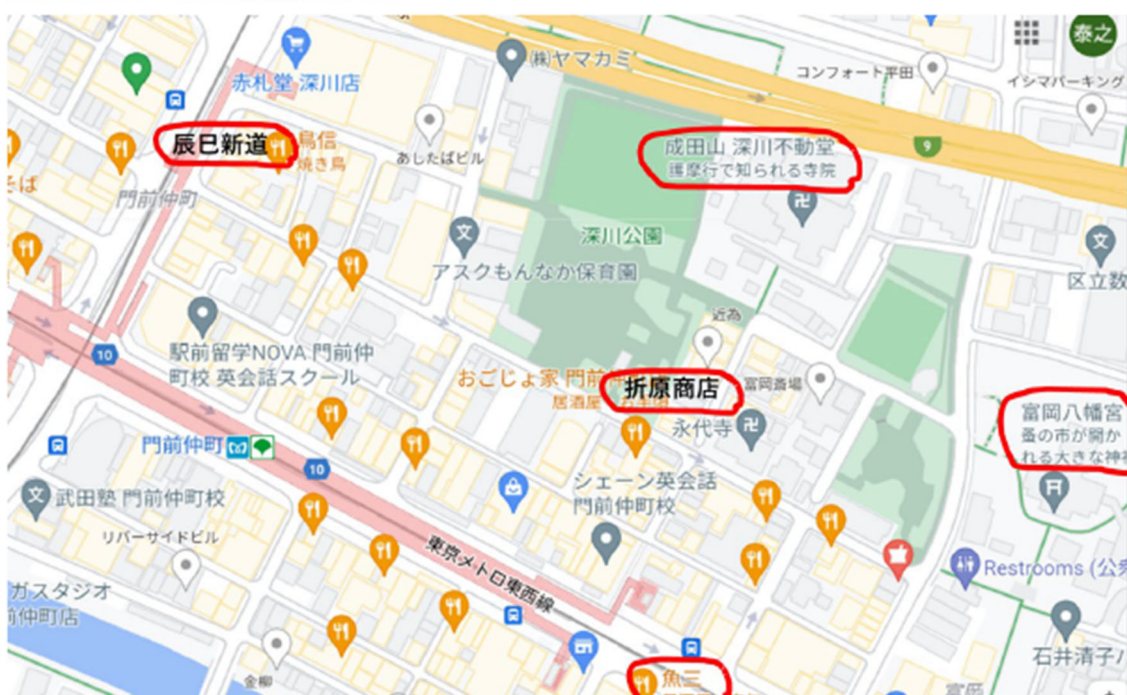 ㈱ヤマカミ
泰之
コンフォート平田
イシマパーキング
赤札堂 深川店
辰巳新道
鳥信
焼き鳥
あしたばビル
成田山 深川不動堂
護摩行で知られる寺院
9
そば
門前仲町
深川公園
アスクもんなか保育園
区立数
近為
10
駅前留学NOVA 門前仲
町校 英会話スクール
おごじょ家 門前
居酒屋
折原商店
富岡斎場
永代寺
富岡八幡宮
蚤の市が開か
れる大きな神社
門前仲町
10
武田塾 門前仲町校
シェーン英会話
門前仲町校
リバーサイドビル
東京メトロ東西線
Restrooms (公衆
ガスタジオ
前仲町店
石井清子バ
金柳
魚三
富岡